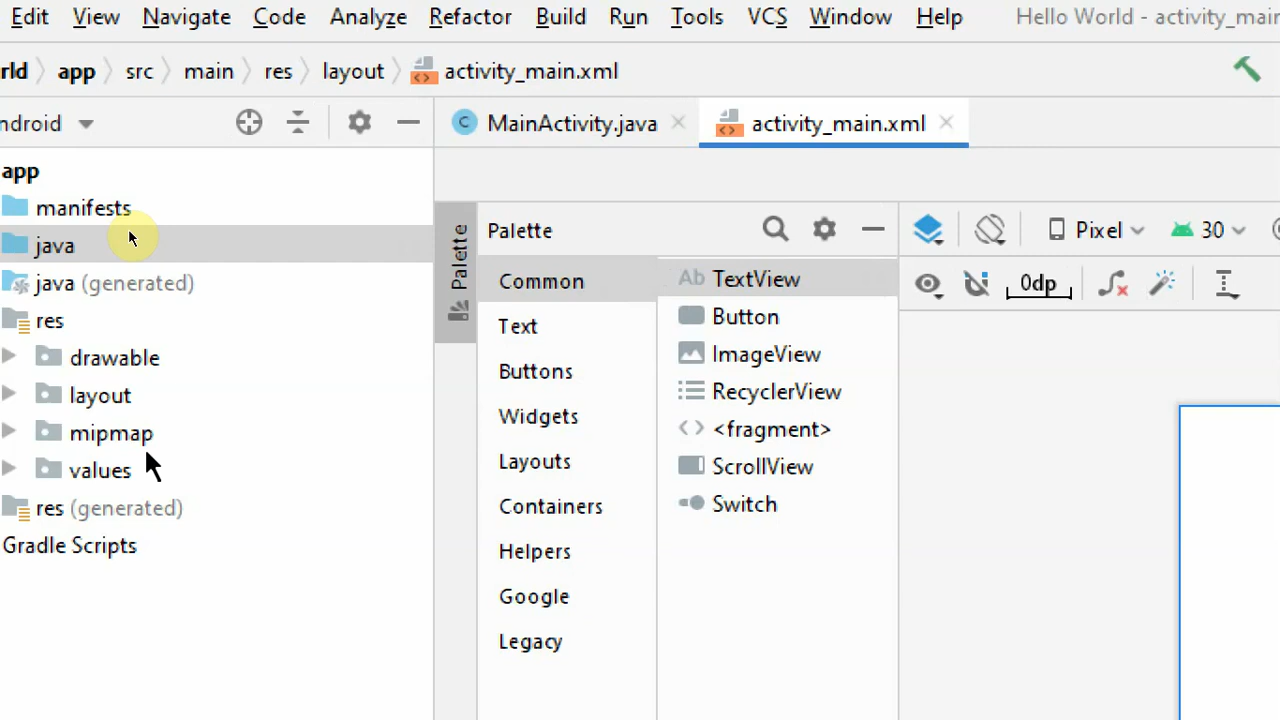 Edit View Navigate Code Analyze Refactor Build Run Tools VCS Window Help Hello World - activity_mai
rld app src main res layout activity_main.xml
ndroid
MainActivity.java activity_main.xml
app
manifests
java
java (generated)
res
drawable
layout
mipmap
values
res (generated)
Gradle Scripts
Palette
Palette
Common
Text
Buttons
Widgets
Layouts
Containers
Helpers
Google
Legacy
Ab TextView
Button
ImageView
RecyclerView
<fragment>
ScrollView
Switch
Pixel 30
0dp